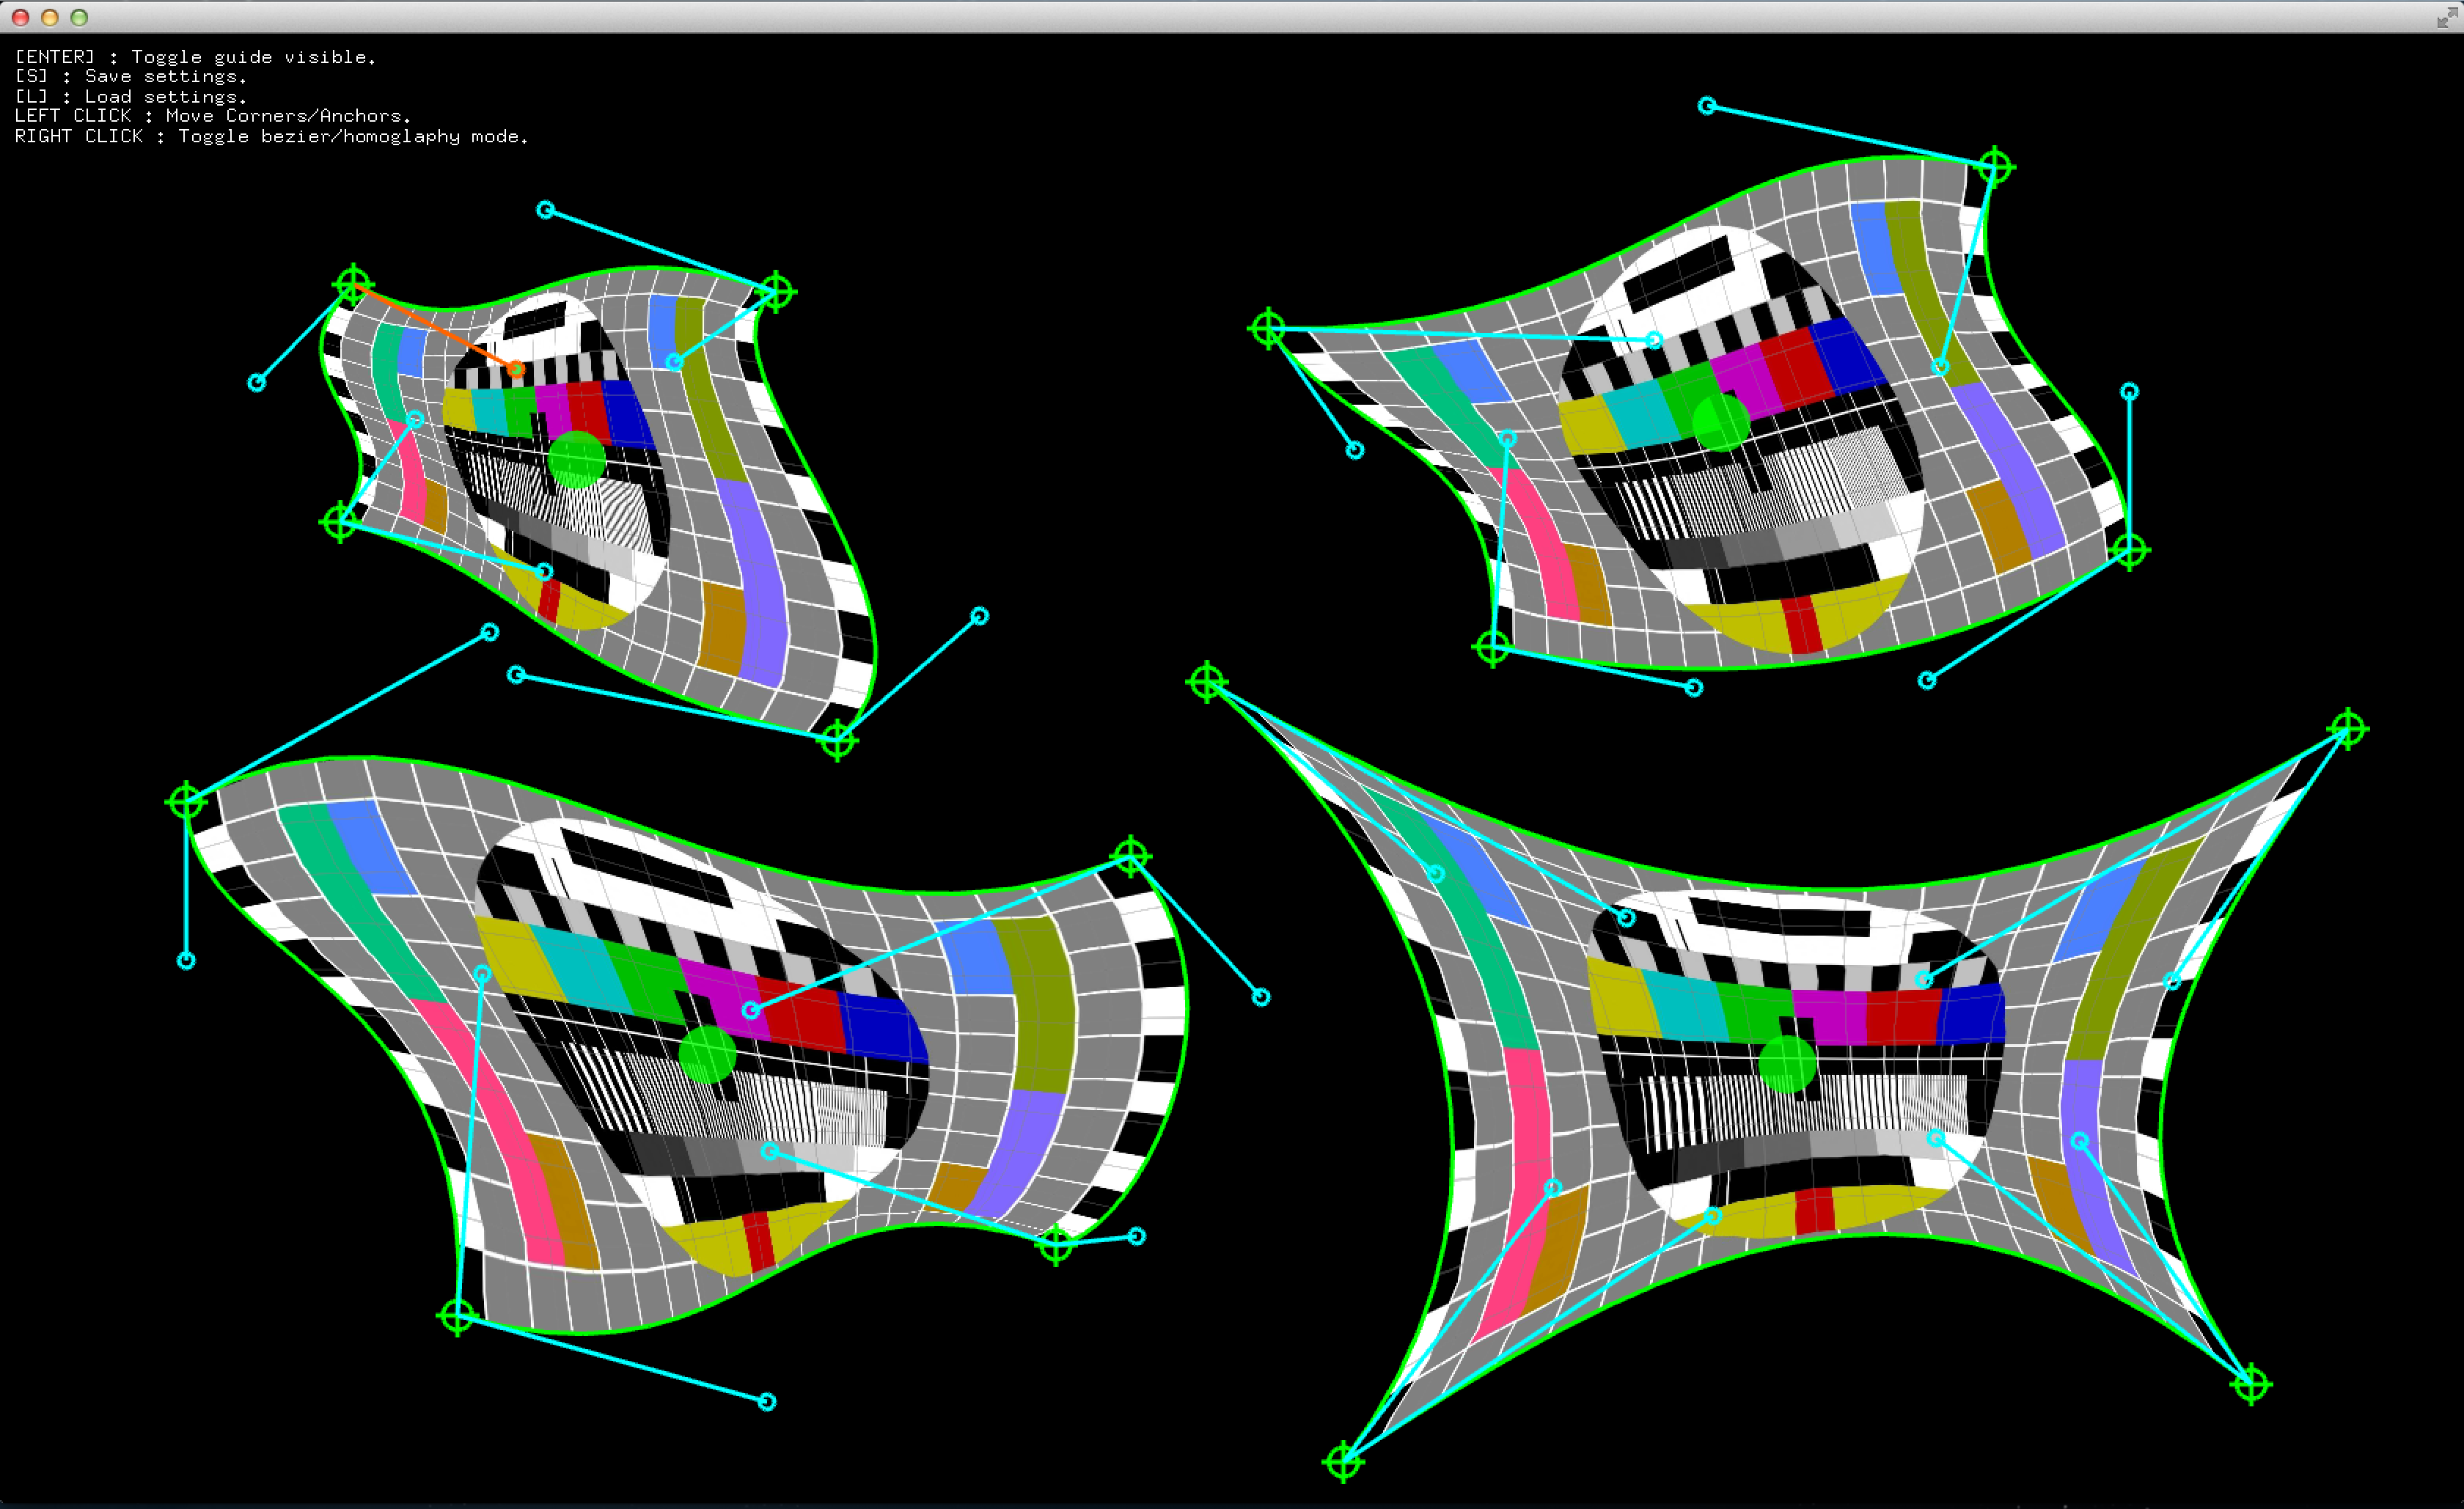 [ENTER] : Toggle guide visible.
[S] : Save settings.
[L] : Load settings.
LEFT CLICK : Move Corners/Anchors.
RIGHT CLICK : Toggle bezier/homoglaphy mode.